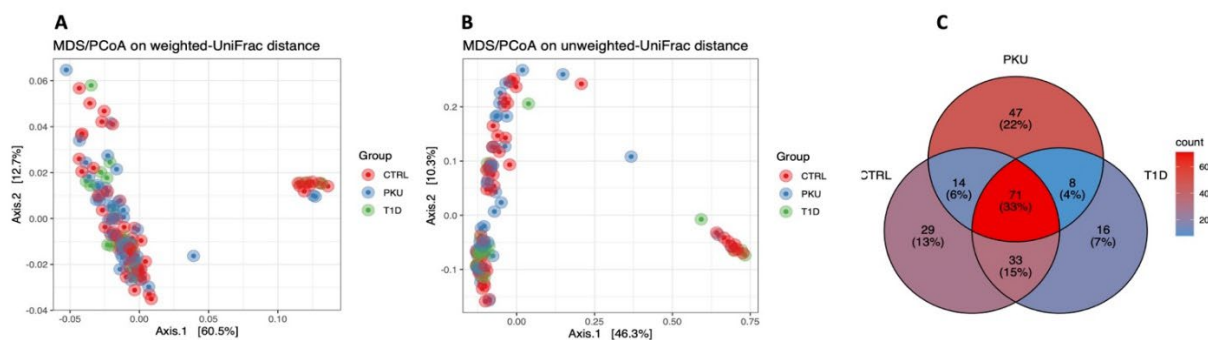 A
MDS/PCoA on weighted-UniFrac distance
0.06
0.04
0.02
0.00
-0.02
-0.04
Axis.2 [12.7%]
-0.05
0.00
0.05
0.10
Axis.1 [60.5%]
Group
CTRL
PKU
T1D
B
MDS/PCoA on unweighted-UniFrac distance
0.2
0.1
0.0
-0.1
Axis.2 [10.3%]
0.00
0.25
0.50
0.75
Axis.1 [46.3%]
Group
CTRL
PKU
T1D
C
PKU
47
(22%)
CTRL
14
(6%)
71
(33%)
8
(4%)
T1D
29
(13%)
33
(15%)
16
(7%)
count
60
40
20